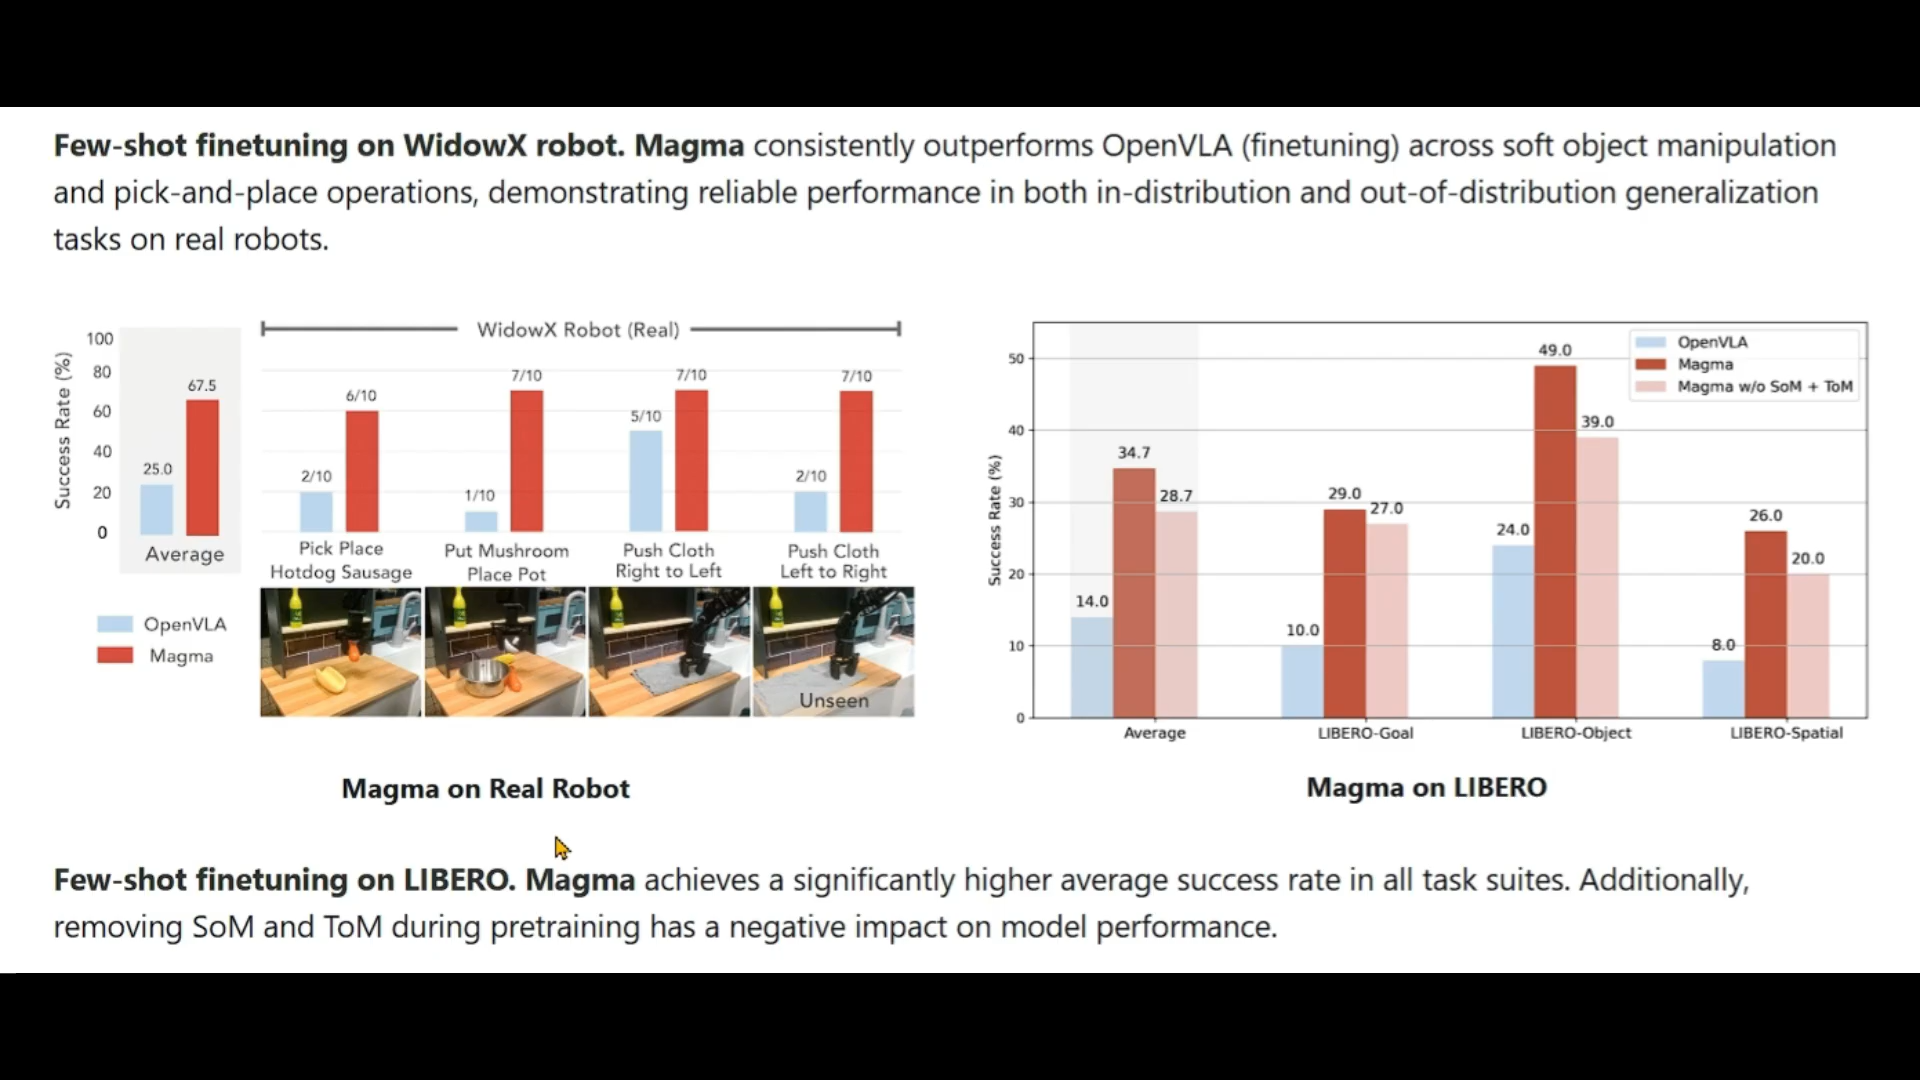 Few-shot finetuning on WidowX robot. Magma consistently outperforms OpenVLA (finetuning) across soft object manipulation
and pick-and-place operations, demonstrating reliable performance in both in-distribution and out-of-distribution generalization
tasks on real robots.
WidowX Robot (Real)
Success Rate (%)
100
80
60
40
20
0
25.0
67.5
Average
2/10
6/10
Pick Place
Hotdog Sausage
1/10
7/10
Put Mushroom
Place Pot
5/10
7/10
Push Cloth
Right to Left
2/10
7/10
Push Cloth
Left to Right
OpenVLA
Magma
Unseen
Magma on Real Robot
Success Rate (%)
50
40
30
20
10
0
OpenVLA
Magma
Magma w/o SoM + ToM
14.0
34.7
28.7
Average
10.0
29.0
27.0
LIBERO-Goal
24.0
49.0
39.0
LIBERO-Object
8.0
26.0
20.0
LIBERO-Spatial
Magma on LIBERO
Few-shot finetuning on LIBERO. Magma achieves a significantly higher average success rate in all task suites. Additionally,
removing SoM and ToM during pretraining has a negative impact on model performance.